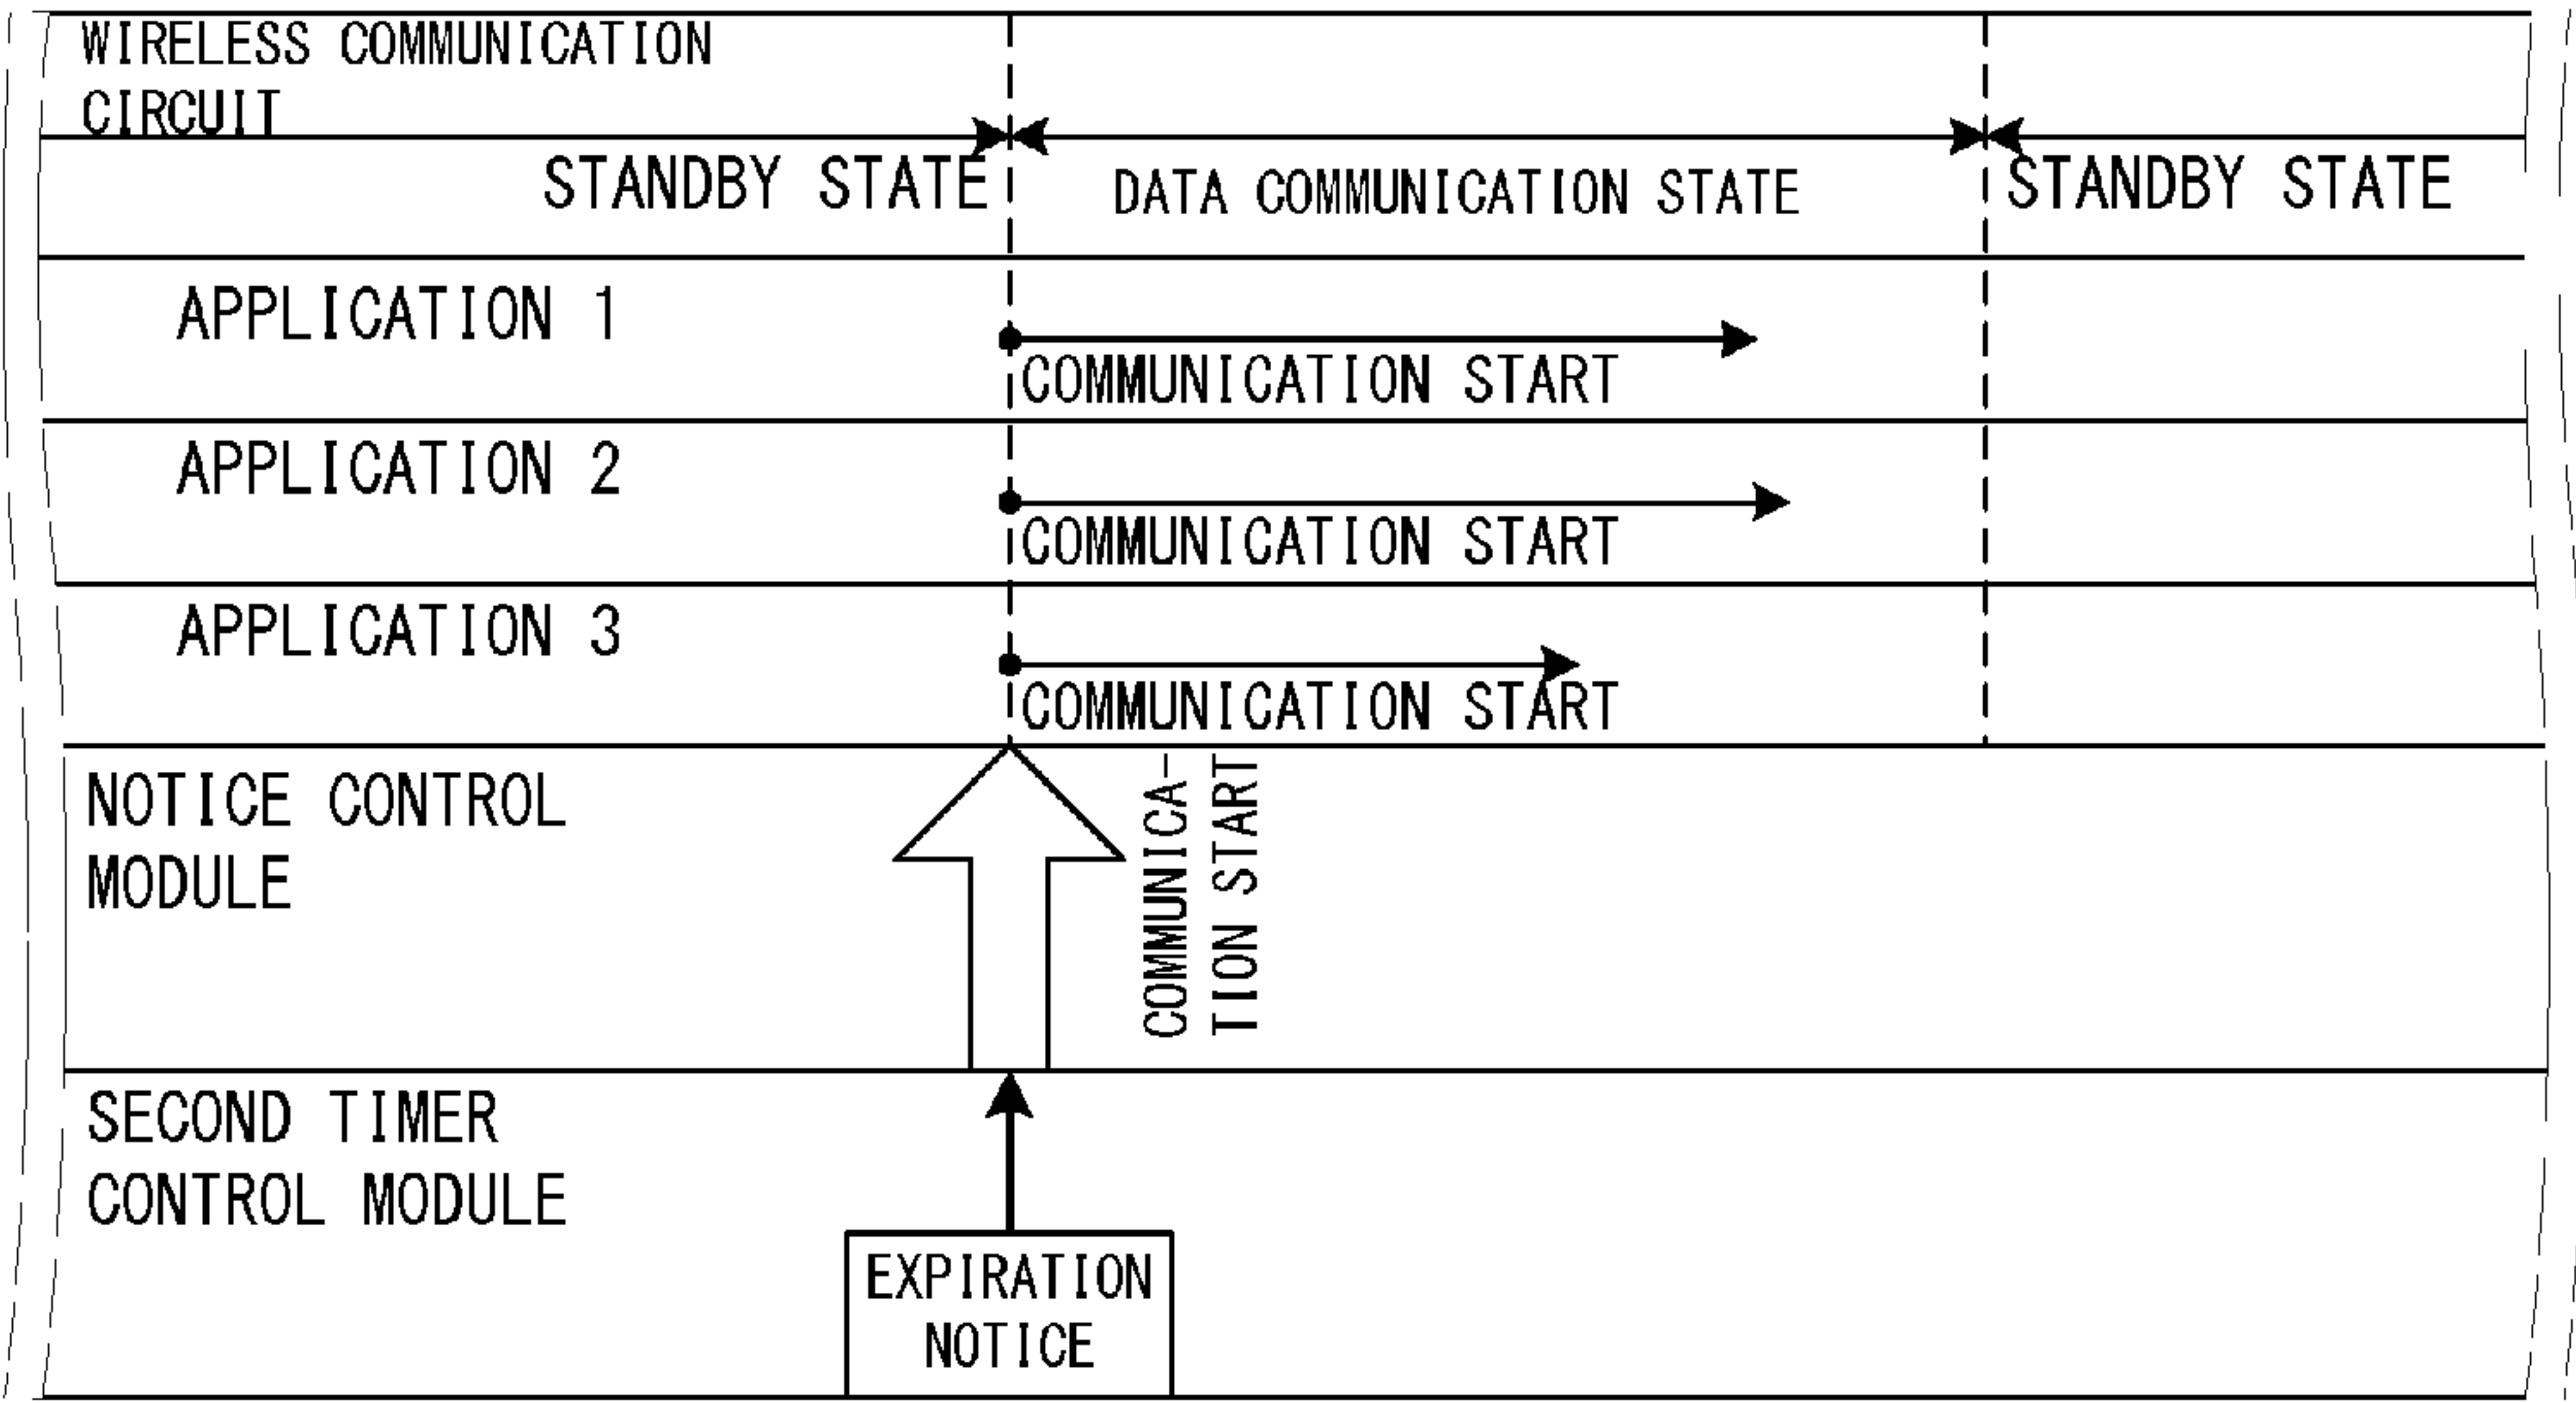 WIRELESS COMMUNICATION
CIRCUIT
STANDBY STATE
DATA COMMUNICATION STATE
STANDBY STATE
APPLICATION 1
COMMUNICATION START
APPLICATION 2
COMMUNICATION START
APPLICATION 3
COMMUNICATION START
NOTICE CONTROL
MODULE
COMMUNICA-
TION START
SECOND TIMER
CONTROL MODULE
EXPIRATION
NOTICE